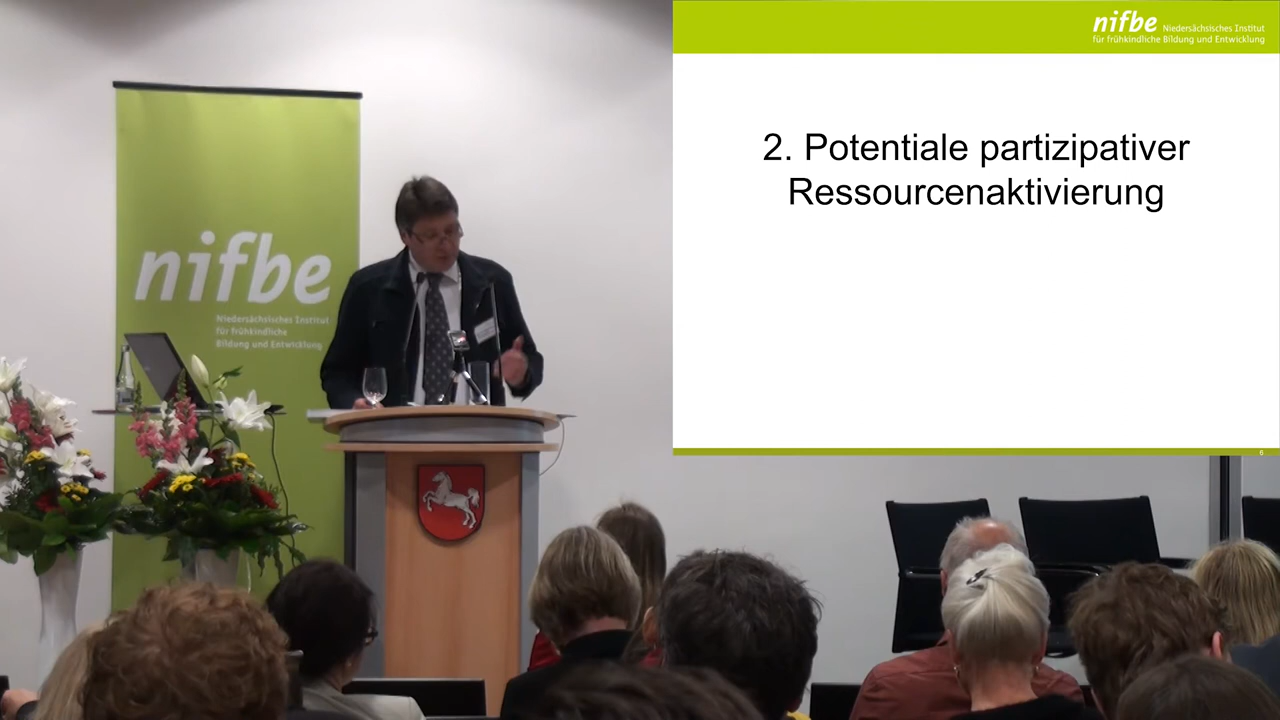 nifbe
Niedersächsisches Institut
für frühkindliche
Bildung und Entwicklung
nifbe Niedersächsisches Institut
für frühkindliche Bildung und Entwicklung
2. Potentiale partizipativer
Ressourcenaktivierung
6